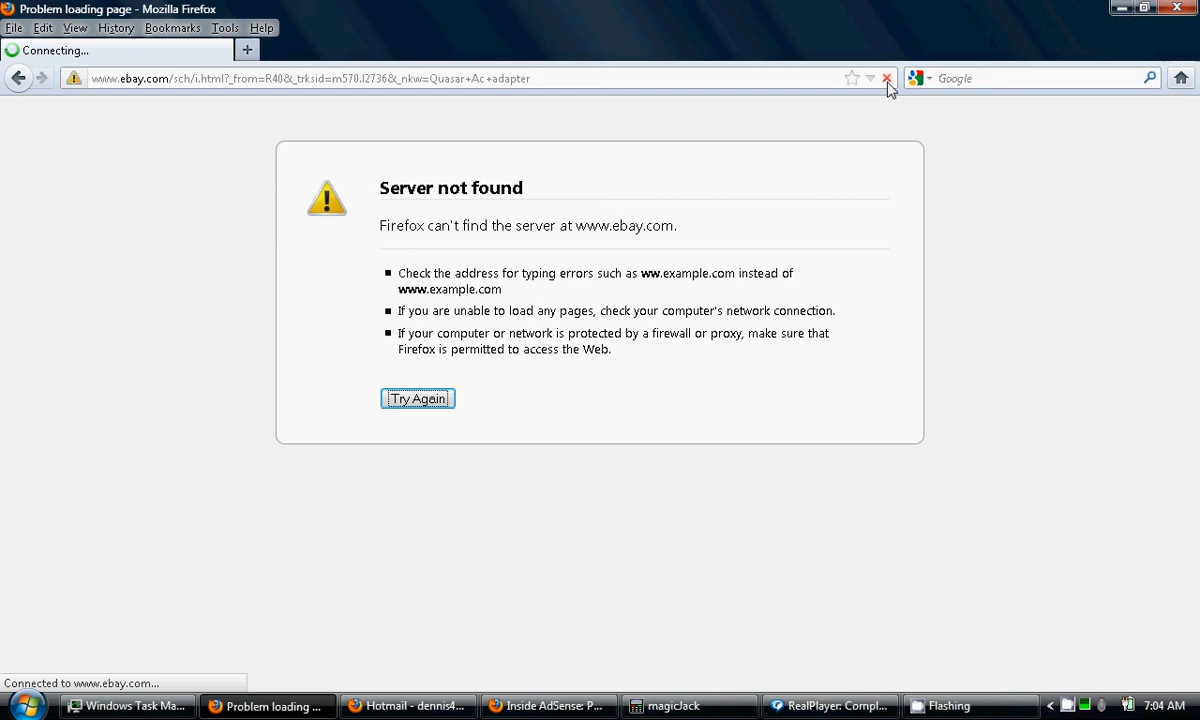 Problem loading page - Mozilla Firefox
File Edit View History Bookmarks Tools Help
Connecting...
www.ebay.com/sch/i.html?_from=R40&_trksid=m570.l2736&_nkw=Quasar+Ac+adapter
Google
Server not found
Firefox can't find the server at www.ebay.com.
Check the address for typing errors such as ww.example.com instead of
www.example.com
If you are unable to load any pages, check your computer's network connection.
If your computer or network is protected by a firewall or proxy, make sure that
Firefox is permitted to access the Web.
Try Again
Connected to www.ebay.com...
Windows Task Ma... Problem loading ... Hotmail - dennis4... Inside AdSense: P... magicJack RealPlayer: Compl... Flashing 7:04 AM